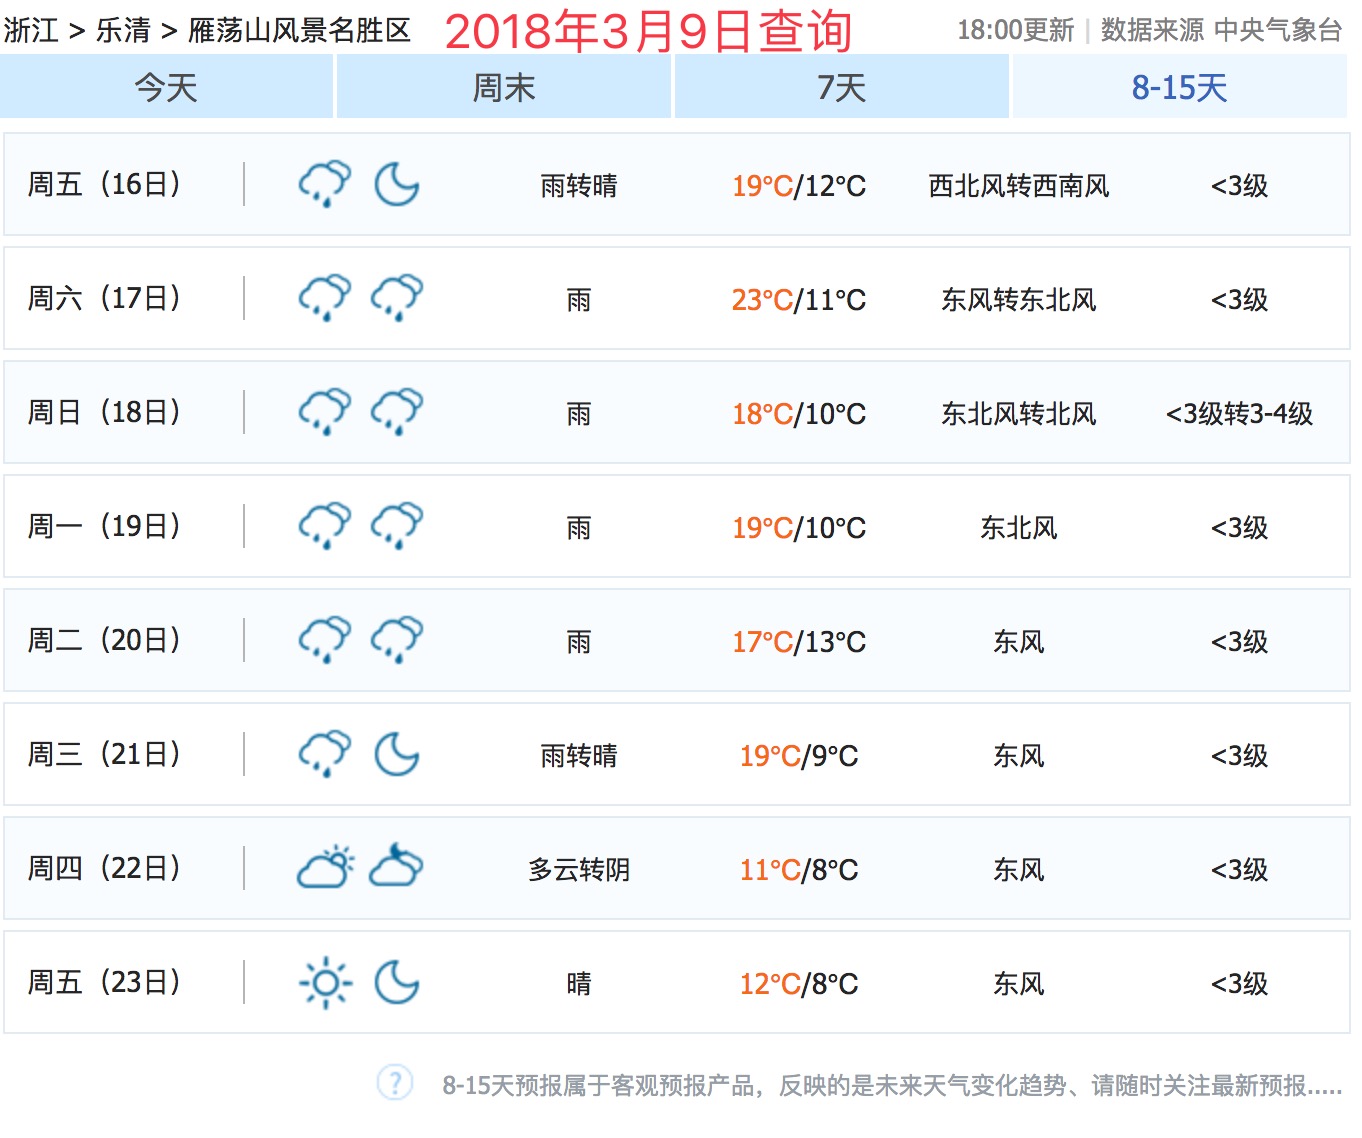 浙江 > 乐清 > 雁荡山风景名胜区 2018年3月9日查询 18:00更新 | 数据来源 中央气象台
今天 周末 7天 8-15天
周五（16日） 雨转晴 19°C/12°C 西北风转西南风 <3级
周六（17日） 雨 23°C/11°C 东风转东北风 <3级
周日（18日） 雨 18°C/10°C 东北风转北风 <3级转3-4级
周一（19日） 雨 19°C/10°C 东北风 <3级
周二（20日） 雨 17°C/13°C 东风 <3级
周三（21日） 雨转晴 19°C/9°C 东风 <3级
周四（22日） 多云转阴 11°C/8°C 东风 <3级
周五（23日） 晴 12°C/8°C 东风 <3级
? 8-15天预报属于客观预报产品，反映的是未来天气变化趋势、请随时关注最新预报.....